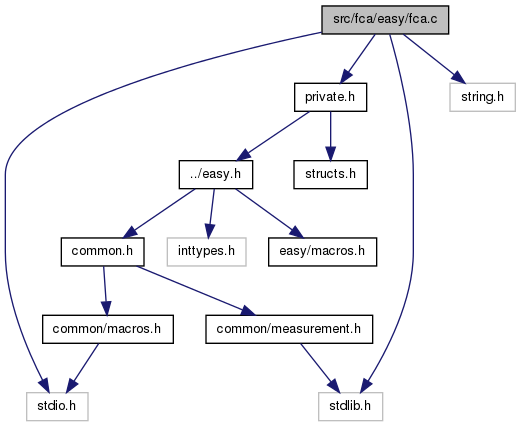 src/fca/easy/fca.c
private.h
string.h
../easy.h
structs.h
common.h
inttypes.h
easy/macros.h
common/macros.h
common/measurement.h
stdio.h
stdlib.h